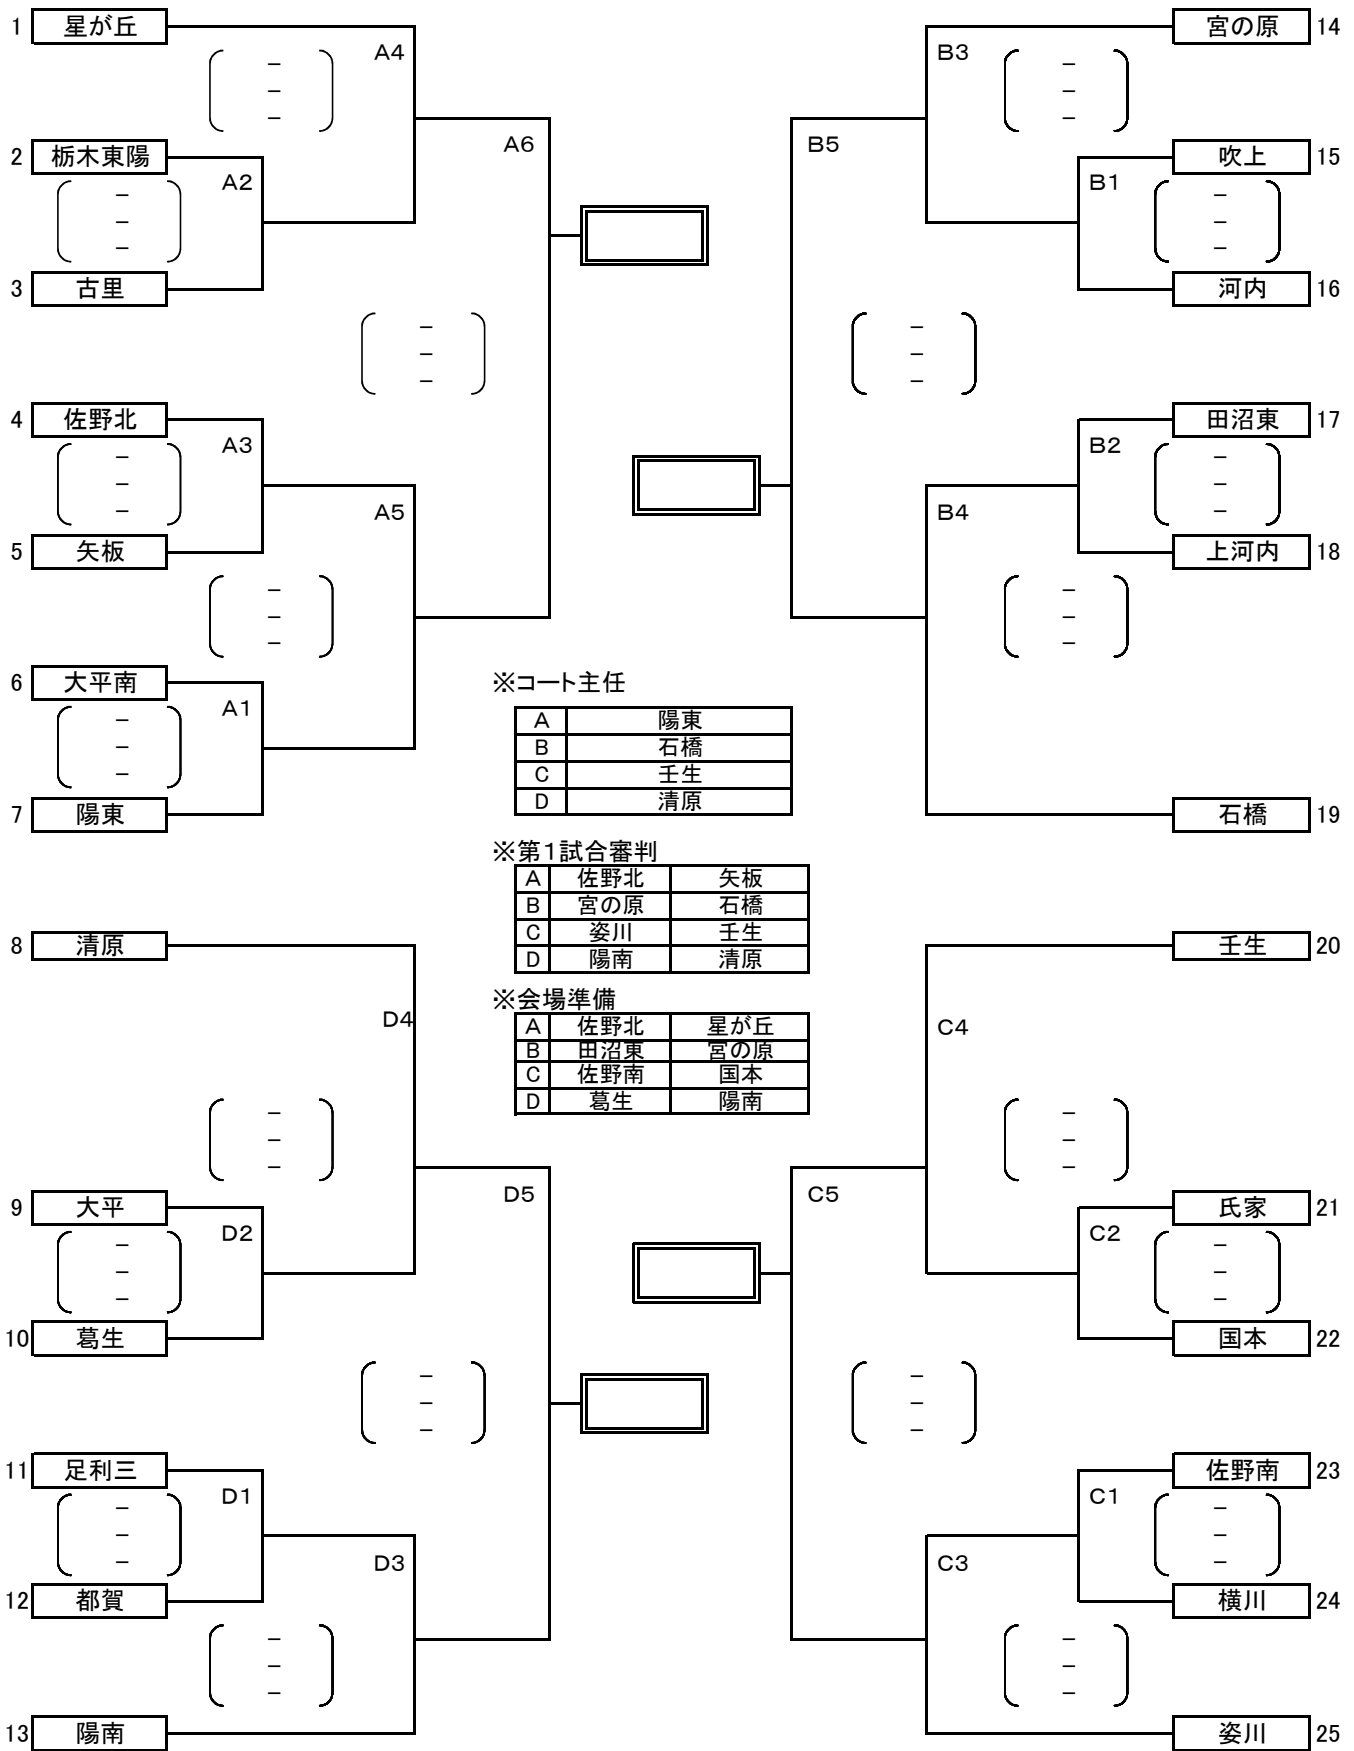 1 星が丘
A4
－
－
－
2 栃木東陽
A2
－
－
－
3 古里
A6
－
－
－
4 佐野北
A3
－
－
－
5 矢板
A5
－
－
－
6 大平南
A1
－
－
－
7 陽東
8 清原
D4
－
－
－
9 大平
D2
－
－
－
10 葛生
D5
－
－
－
11 足利三
D1
－
－
－
12 都賀
D3
－
－
－
13 陽南
※コート主任
A 陽東
B 石橋
C 壬生
D 清原
※第１試合審判
A 佐野北 矢板
B 宮の原 石橋
C 姿川 壬生
D 陽南 清原
※会場準備
A 佐野北 星が丘
B 田沼東 宮の原
C 佐野南 国本
D 葛生 陽南
宮の原 14
B3
－
－
－
吹上 15
B1
－
－
－
河内 16
B5
－
－
－
田沼東 17
B2
－
－
－
上河内 18
B4
－
－
－
石橋 19
壬生 20
C4
－
－
－
氏家 21
C2
－
－
－
国本 22
C5
－
－
－
佐野南 23
C1
－
－
－
横川 24
C3
－
－
－
姿川 25